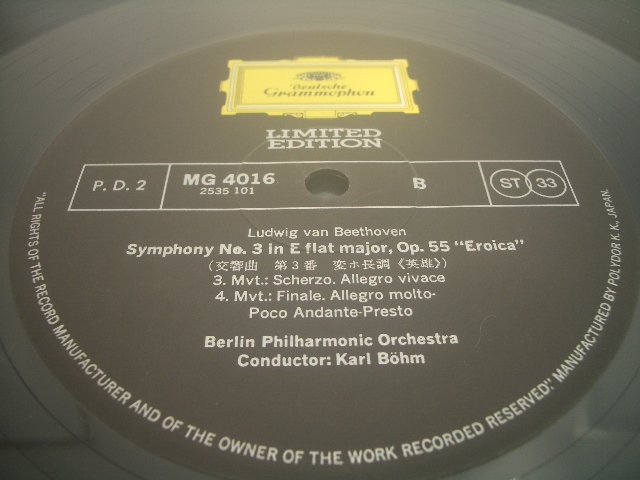 Deutsche
Grammophon
LIMITED
EDITION
P. D. 2
MG 4016
2535 101
B
ST 33
Ludwig van Beethoven
Symphony No. 3 in E flat major, Op. 55 "Eroica"
(交響曲 第3番 変ホ長調《英雄》)
3. Mvt.: Scherzo. Allegro vivace
4. Mvt.: Finale. Allegro molto-
Poco Andante-Presto
Berlin Philharmonic Orchestra
Conductor: Karl Böhm
"ALL RIGHTS OF THE RECORD MANUFACTURER AND OF THE OWNER OF THE WORK RECORDED RESERVED." MANUFACTURED BY POLYDOR K. K., JAPAN.